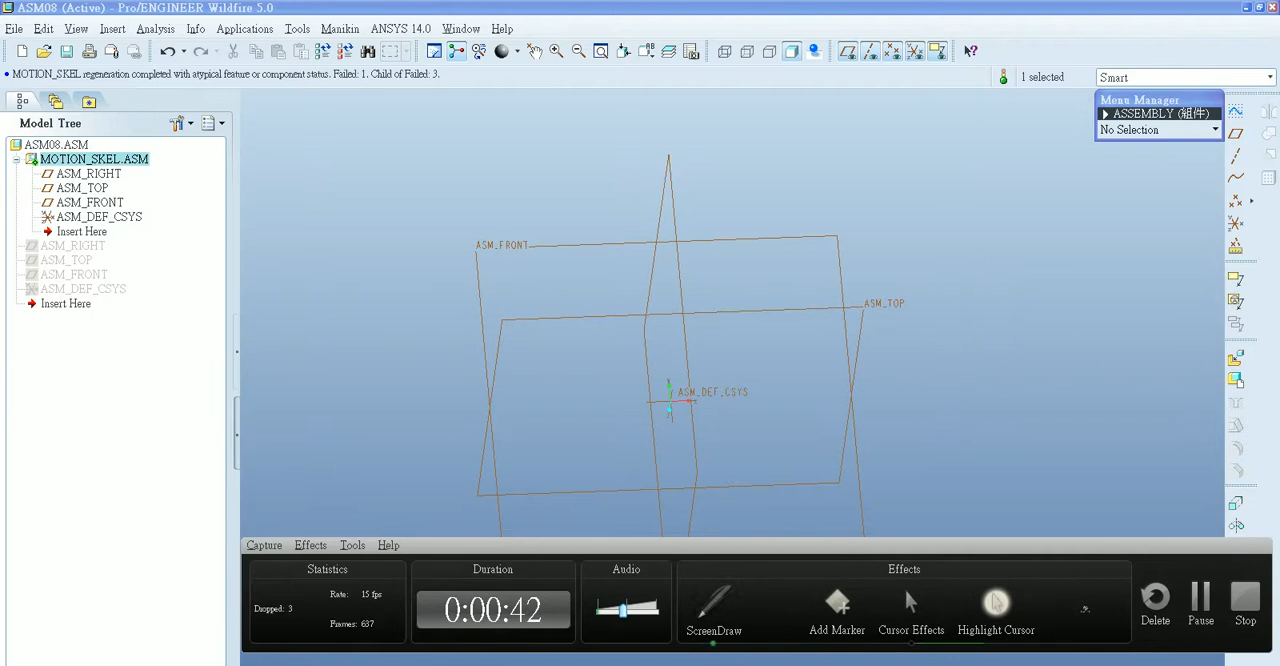 ASM08 (Active) - Pro/ENGINEER Wildfire 5.0
File Edit View Insert Analysis Info Applications Tools Manikin ANSYS 14.0 Window Help
MOTION_SKEL regeneration completed with atypical feature or component status. Failed: 1. Child of Failed: 3.
1 selected
Smart
Menu Manager
ASSEMBLY (組件)
No Selection
Model Tree
ASM08.ASM
MOTION_SKEL.ASM
ASM_RIGHT
ASM_TOP
ASM_FRONT
ASM_DEF_CSYS
Insert Here
ASM_RIGHT
ASM_TOP
ASM_FRONT
ASM_DEF_CSYS
Insert Here
ASM_FRONT
ASM_TOP
ASM_DEF_CSYS
Capture Effects Tools Help
Statistics
Rate: 15 fps
Dropped: 3
Frames: 637
Duration
0:00:42
Audio
Effects
ScreenDraw
Add Marker
Cursor Effects
Highlight Cursor
Delete
Pause
Stop